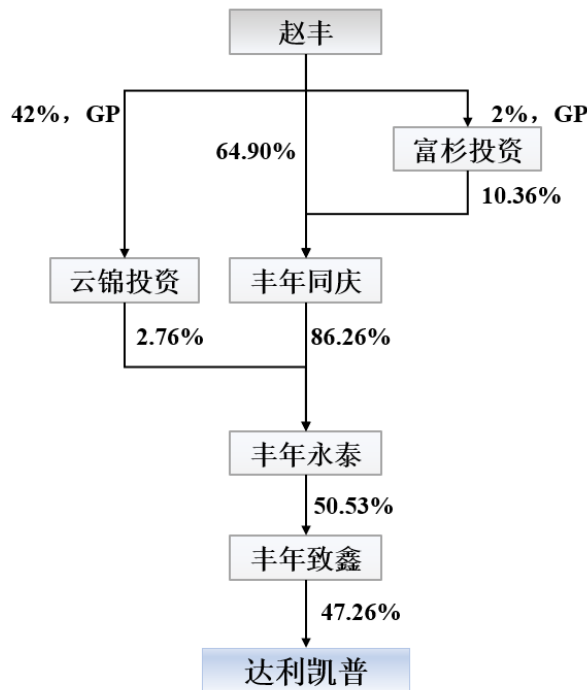 赵丰
42%，GP
2%，GP
64.90%
富杉投资
10.36%
云锦投资
丰年同庆
2.76%
86.26%
丰年永泰
50.53%
丰年致鑫
47.26%
达利凯普